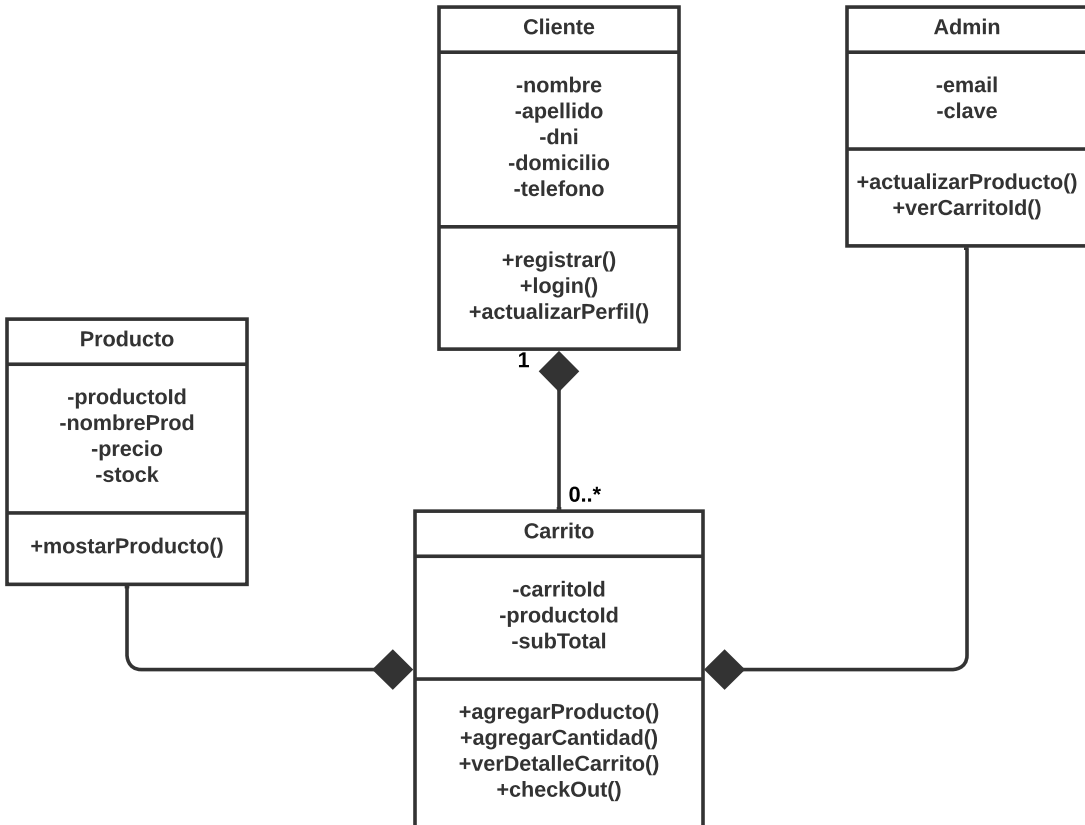 Cliente
-nombre
-apellido
-dni
-domicilio
-telefono
+registrar()
+login()
+actualizarPerfil()
Admin
-email
-clave
+actualizarProducto()
+verCarritoId()
Producto
-productoId
-nombreProd
-precio
-stock
+mostarProducto()
1
0..*
Carrito
-carritoId
-productoId
-subTotal
+agregarProducto()
+agregarCantidad()
+verDetalleCarrito()
+checkOut()